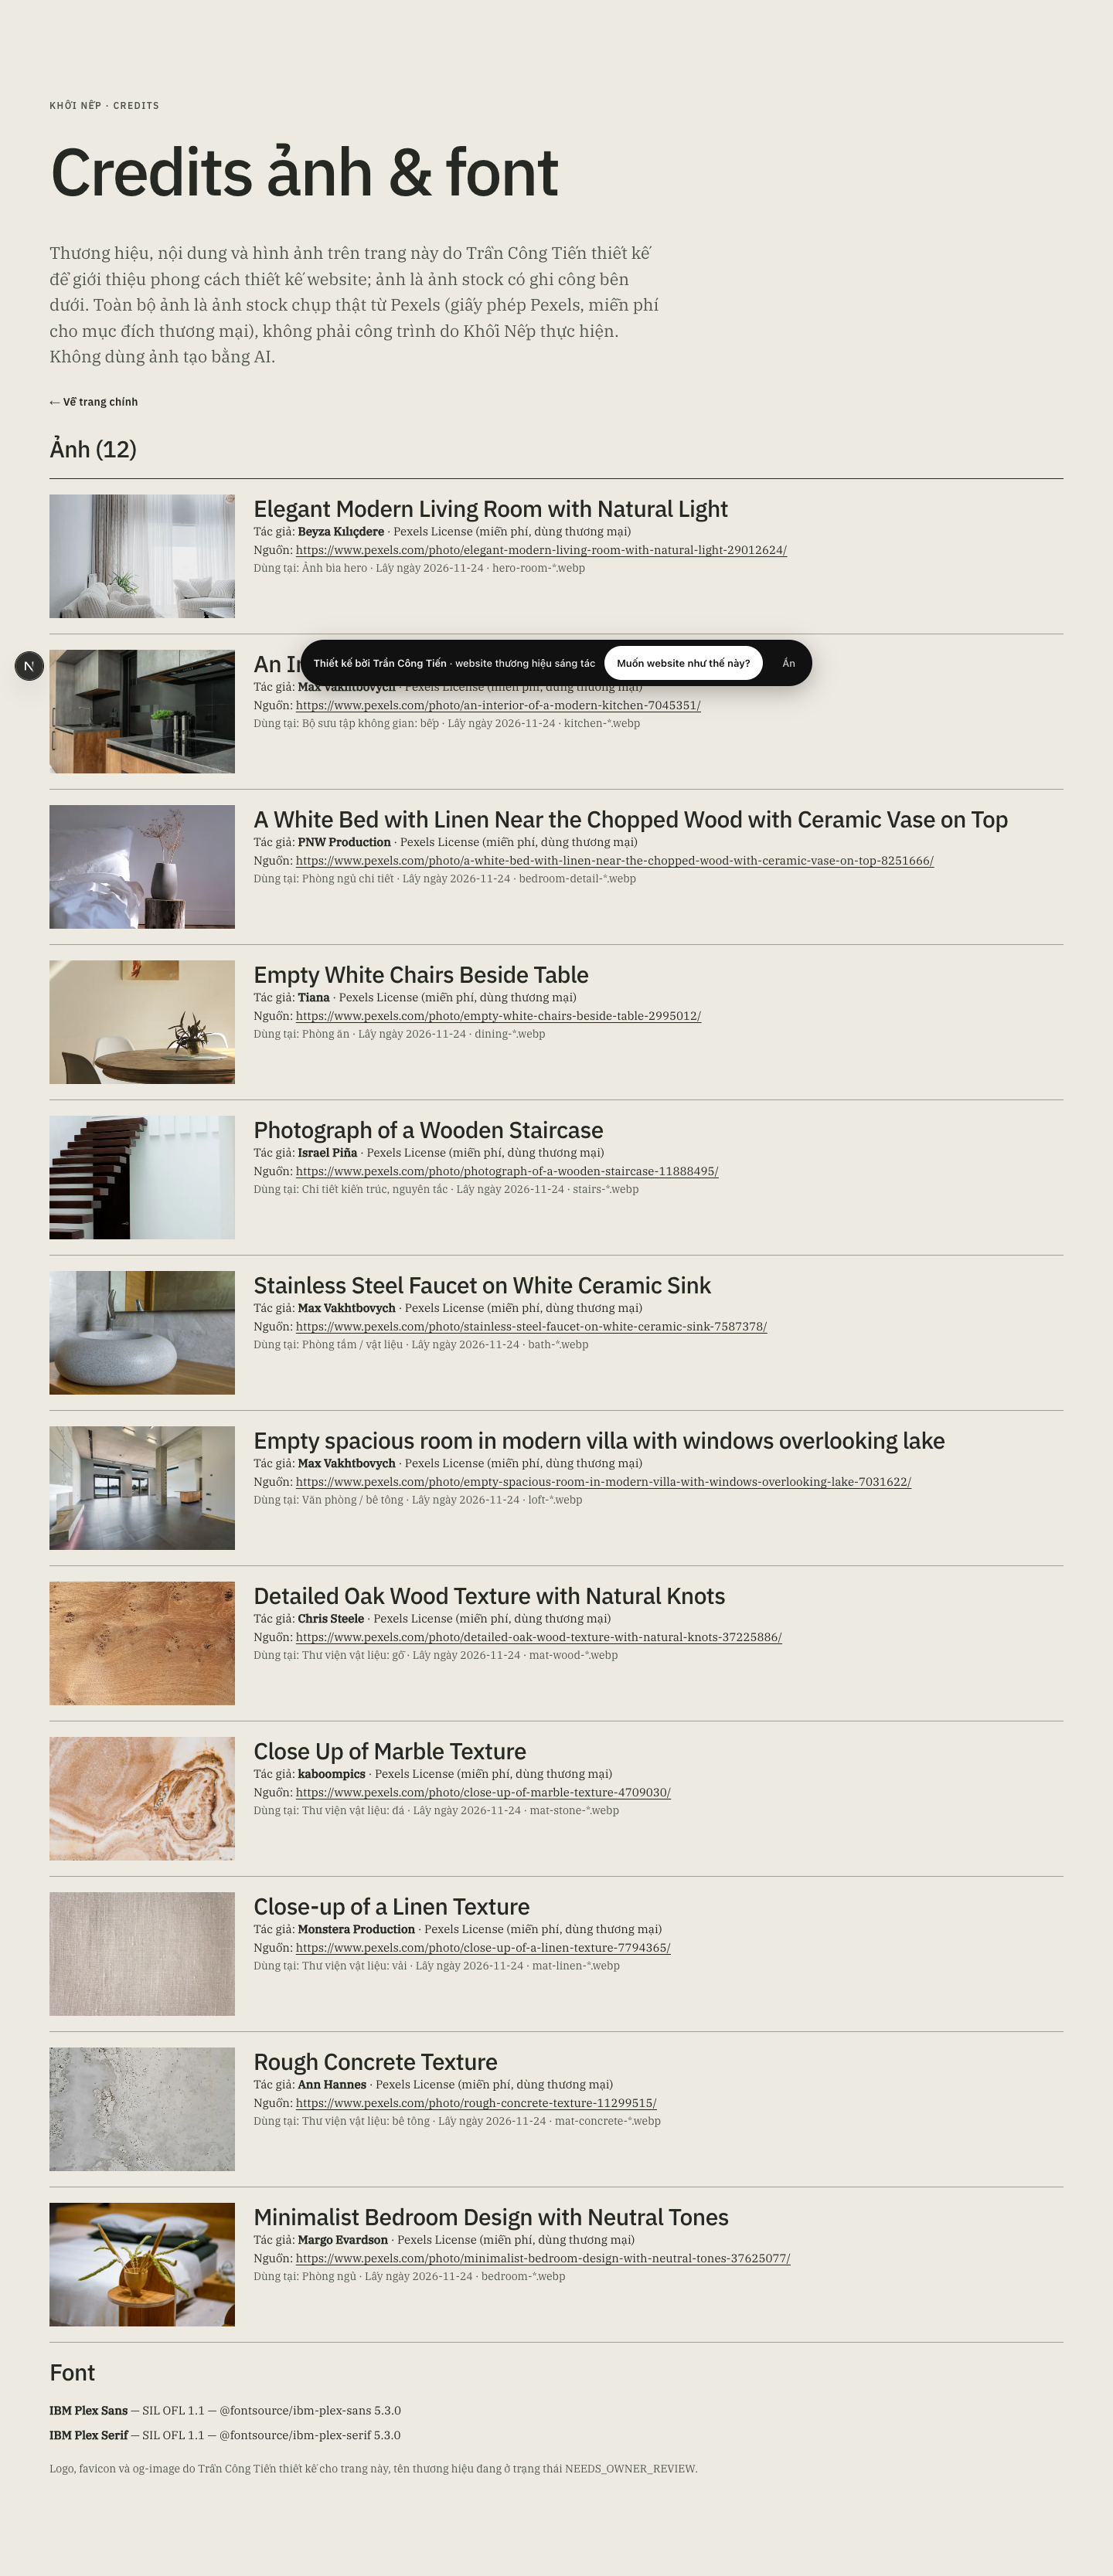 KHỐI NẾP · CREDITS
Credits ảnh & font
Thương hiệu, nội dung và hình ảnh trên trang này do Trần Công Tiến thiết kế
để giới thiệu phong cách thiết kế website; ảnh là ảnh stock có ghi công bên
dưới. Toàn bộ ảnh là ảnh stock chụp thật từ Pexels (giấy phép Pexels, miễn phí
cho mục đích thương mại), không phải công trình do Khối Nếp thực hiện.
Không dùng ảnh tạo bằng AI.
← Về trang chính
Ảnh (12)
Elegant Modern Living Room with Natural Light
Tác giả: Beyza Kılıçdere · Pexels License (miễn phí, dùng thương mại)
Nguồn: https://www.pexels.com/photo/elegant-modern-living-room-with-natural-light-29012624/
Dùng tại: Ảnh bìa hero · Lấy ngày 2026-11-24 · hero-room-*.webp
An
Thiết kế bởi Trần Công Tiến · website thương hiệu sáng tác
Muốn website như thế này?
Ẩn
N
Tác giả: Max Vakhtbovych · Pexels License (miễn phí, dùng thương mại)
Nguồn: https://www.pexels.com/photo/an-interior-of-a-modern-kitchen-7045351/
Dùng tại: Bộ sưu tập không gian: bếp · Lấy ngày 2026-11-24 · kitchen-*.webp
A White Bed with Linen Near the Chopped Wood with Ceramic Vase on Top
Tác giả: PNW Production · Pexels License (miễn phí, dùng thương mại)
Nguồn: https://www.pexels.com/photo/a-white-bed-with-linen-near-the-chopped-wood-with-ceramic-vase-on-top-8251666/
Dùng tại: Phòng ngủ chi tiết · Lấy ngày 2026-11-24 · bedroom-detail-*.webp
Empty White Chairs Beside Table
Tác giả: Tiana · Pexels License (miễn phí, dùng thương mại)
Nguồn: https://www.pexels.com/photo/empty-white-chairs-beside-table-2995012/
Dùng tại: Phòng ăn · Lấy ngày 2026-11-24 · dining-*.webp
Photograph of a Wooden Staircase
Tác giả: Israel Piña · Pexels License (miễn phí, dùng thương mại)
Nguồn: https://www.pexels.com/photo/photograph-of-a-wooden-staircase-11888495/
Dùng tại: Chi tiết kiến trúc, nguyên tắc · Lấy ngày 2026-11-24 · stairs-*.webp
Stainless Steel Faucet on White Ceramic Sink
Tác giả: Max Vakhtbovych · Pexels License (miễn phí, dùng thương mại)
Nguồn: https://www.pexels.com/photo/stainless-steel-faucet-on-white-ceramic-sink-7587378/
Dùng tại: Phòng tắm / vật liệu · Lấy ngày 2026-11-24 · bath-*.webp
Empty spacious room in modern villa with windows overlooking lake
Tác giả: Max Vakhtbovych · Pexels License (miễn phí, dùng thương mại)
Nguồn: https://www.pexels.com/photo/empty-spacious-room-in-modern-villa-with-windows-overlooking-lake-7031622/
Dùng tại: Văn phòng / bê tông · Lấy ngày 2026-11-24 · loft-*.webp
Detailed Oak Wood Texture with Natural Knots
Tác giả: Chris Steele · Pexels License (miễn phí, dùng thương mại)
Nguồn: https://www.pexels.com/photo/detailed-oak-wood-texture-with-natural-knots-37225886/
Dùng tại: Thư viện vật liệu: gỗ · Lấy ngày 2026-11-24 · mat-wood-*.webp
Close Up of Marble Texture
Tác giả: kaboompics · Pexels License (miễn phí, dùng thương mại)
Nguồn: https://www.pexels.com/photo/close-up-of-marble-texture-4709030/
Dùng tại: Thư viện vật liệu: đá · Lấy ngày 2026-11-24 · mat-stone-*.webp
Close-up of a Linen Texture
Tác giả: Monstera Production · Pexels License (miễn phí, dùng thương mại)
Nguồn: https://www.pexels.com/photo/close-up-of-a-linen-texture-7794365/
Dùng tại: Thư viện vật liệu: vải · Lấy ngày 2026-11-24 · mat-linen-*.webp
Rough Concrete Texture
Tác giả: Ann Hannes · Pexels License (miễn phí, dùng thương mại)
Nguồn: https://www.pexels.com/photo/rough-concrete-texture-11299515/
Dùng tại: Thư viện vật liệu: bê tông · Lấy ngày 2026-11-24 · mat-concrete-*.webp
Minimalist Bedroom Design with Neutral Tones
Tác giả: Margo Evardson · Pexels License (miễn phí, dùng thương mại)
Nguồn: https://www.pexels.com/photo/minimalist-bedroom-design-with-neutral-tones-37625077/
Dùng tại: Phòng ngủ · Lấy ngày 2026-11-24 · bedroom-*.webp
Font
IBM Plex Sans — SIL OFL 1.1 — @fontsource/ibm-plex-sans 5.3.0
IBM Plex Serif — SIL OFL 1.1 — @fontsource/ibm-plex-serif 5.3.0
Logo, favicon và og-image do Trần Công Tiến thiết kế cho trang này, tên thương hiệu đang ở trạng thái NEEDS_OWNER_REVIEW.